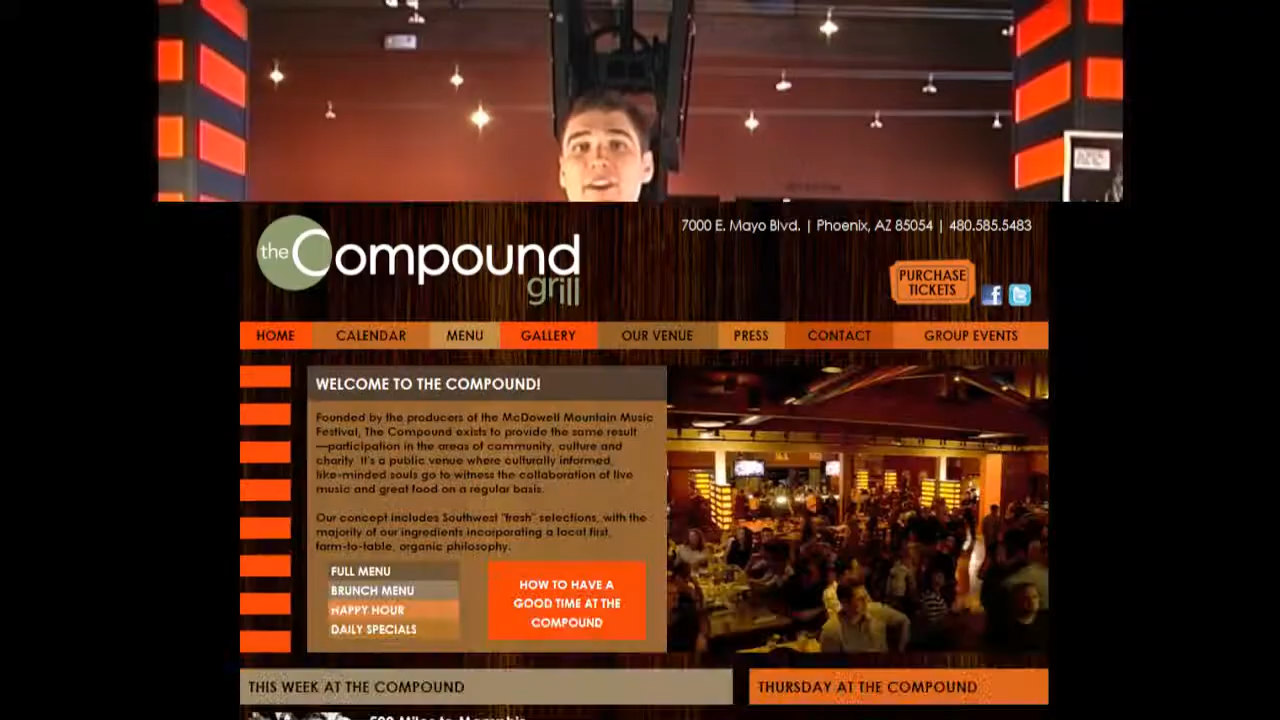 7000 E. Mayo Blvd. | Phoenix, AZ 85054 | 480.585.5483
the Compound
grill
PURCHASE
TICKETS
HOME CALENDAR MENU GALLERY OUR VENUE PRESS CONTACT GROUP EVENTS
WELCOME TO THE COMPOUND!
Founded by the producers of the McDowell Mountain Music
Festival, The Compound exists to provide the same result
—participation in the areas of community, culture and
charity. It's a public venue where culturally informed,
like-minded souls go to witness the collaboration of live
music and great food on a regular basis.
Our concept includes Southwest "fresh" selections, with the
majority of our ingredients incorporating a local first,
farm-to-table, organic philosophy.
FULL MENU
BRUNCH MENU
HAPPY HOUR
DAILY SPECIALS
HOW TO HAVE A
GOOD TIME AT THE
COMPOUND
THIS WEEK AT THE COMPOUND
THURSDAY AT THE COMPOUND
500 Miles to Memphis